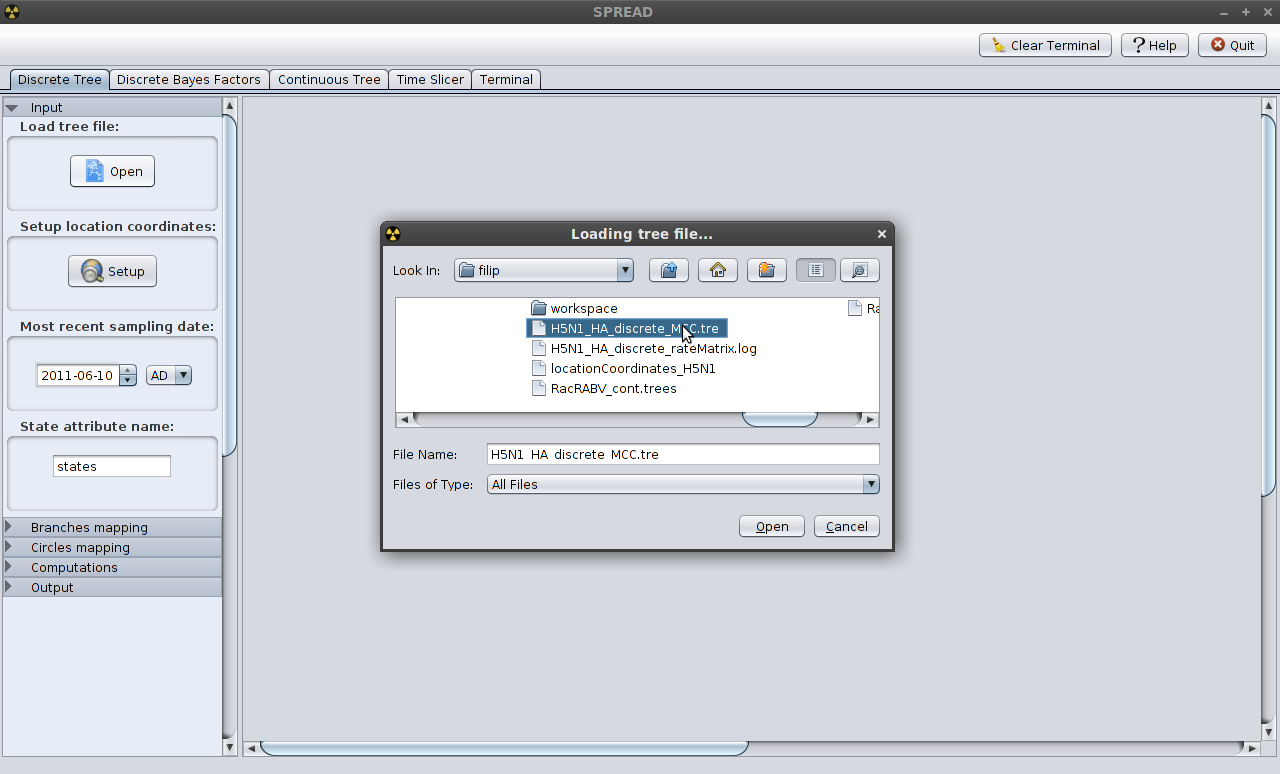 SPREAD
Clear Terminal
Help
Quit
Discrete Tree
Discrete Bayes Factors
Continuous Tree
Time Slicer
Terminal
Input
Load tree file:
Open
Setup location coordinates:
Setup
Most recent sampling date:
2011-06-10
AD
State attribute name:
states
Branches mapping
Circles mapping
Computations
Output
Loading tree file...
Look In:
filip
workspace
Ra
H5N1_HA_discrete_MCC.tre
H5N1_HA_discrete_rateMatrix.log
locationCoordinates_H5N1
RacRABV_cont.trees
File Name:
H5N1_HA_discrete_MCC.tre
Files of Type:
All Files
Open
Cancel